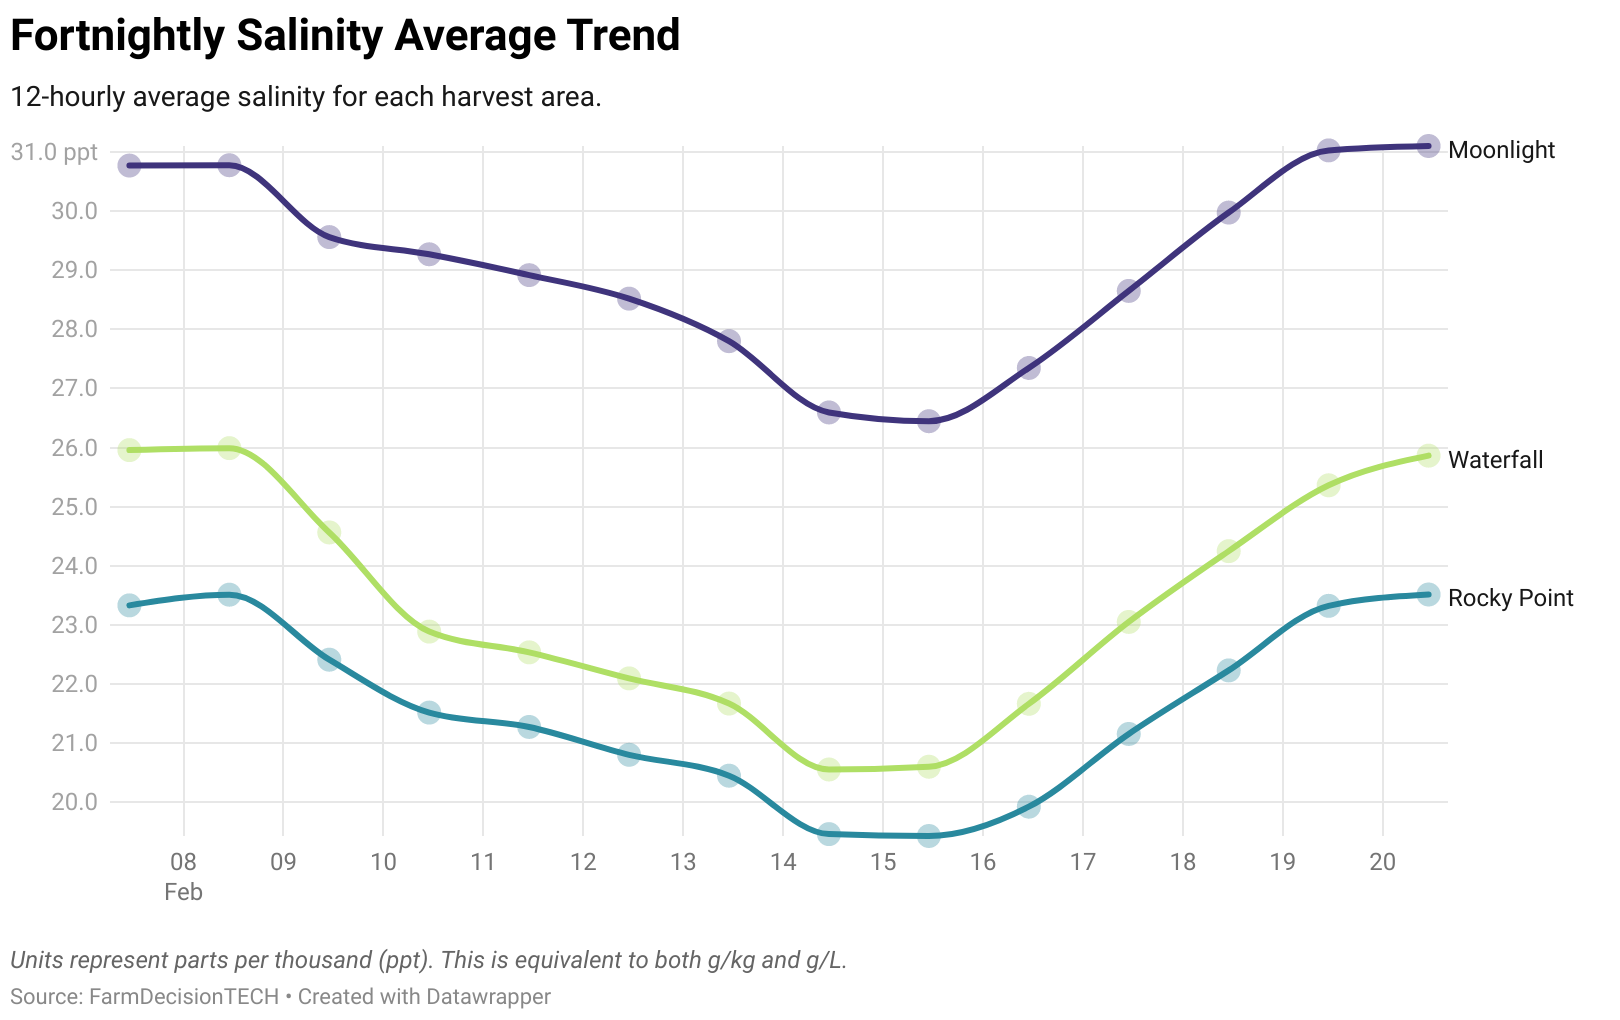 Fortnightly Salinity Average Trend
12-hourly average salinity for each harvest area.
31.0 ppt
Moonlight
30.0
29.0
28.0
27.0
26.0
Waterfall
25.0
24.0
23.0
Rocky Point
22.0
21.0
20.0
08 09 10 11 12 13 14 15 16 17 18 19 20
Feb
Units represent parts per thousand (ppt). This is equivalent to both g/kg and g/L.
Source: FarmDecisionTECH • Created with Datawrapper